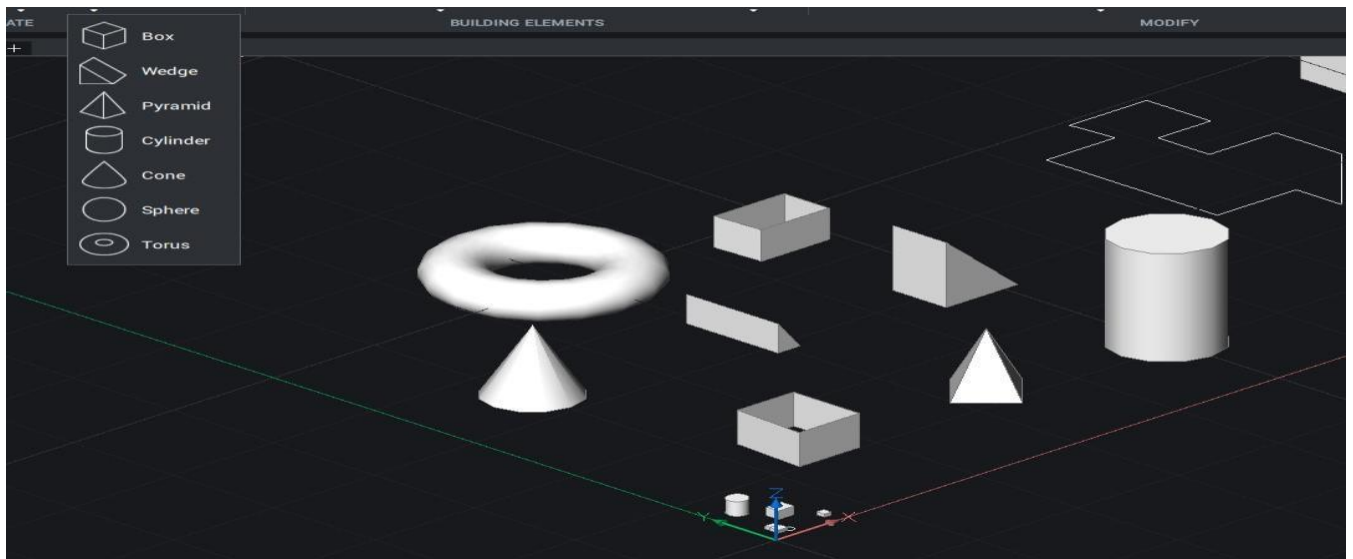 ATE
BUILDING ELEMENTS
MODIFY
+
Box
Wedge
Pyramid
Cylinder
Cone
Sphere
Torus
Z
Y
X